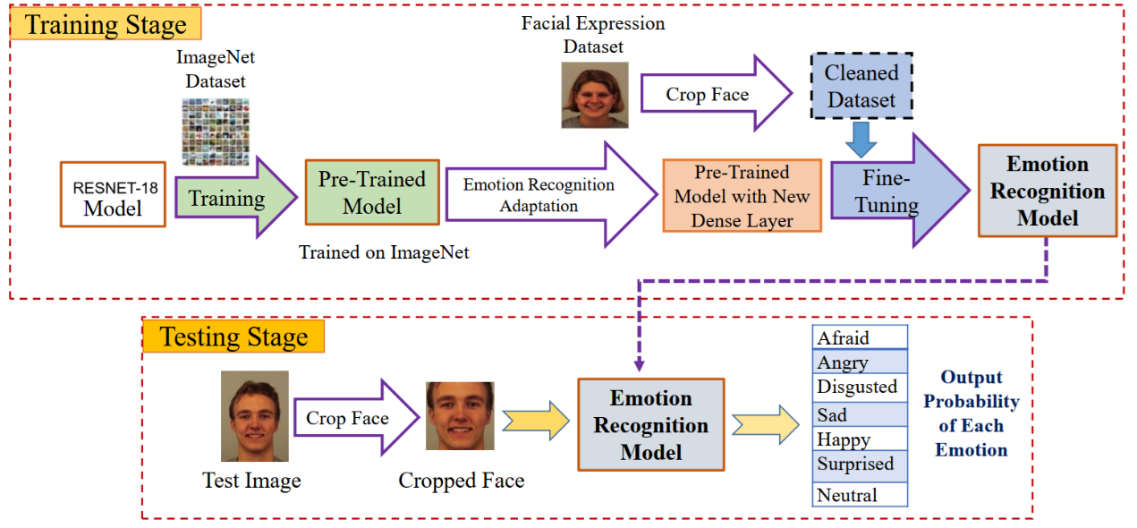 Training Stage
ImageNet
Dataset
Facial Expression
Dataset
Crop Face
Cleaned
Dataset
RESNET-18
Model
Training
Pre-Trained
Model
Trained on ImageNet
Emotion Recognition
Adaptation
Pre-Trained
Model with New
Dense Layer
Fine-
Tuning
Emotion
Recognition
Model
Testing Stage
Test Image
Crop Face
Cropped Face
Emotion
Recognition
Model
Afraid
Angry
Disgusted
Sad
Happy
Surprised
Neutral
Output
Probability
of Each
Emotion